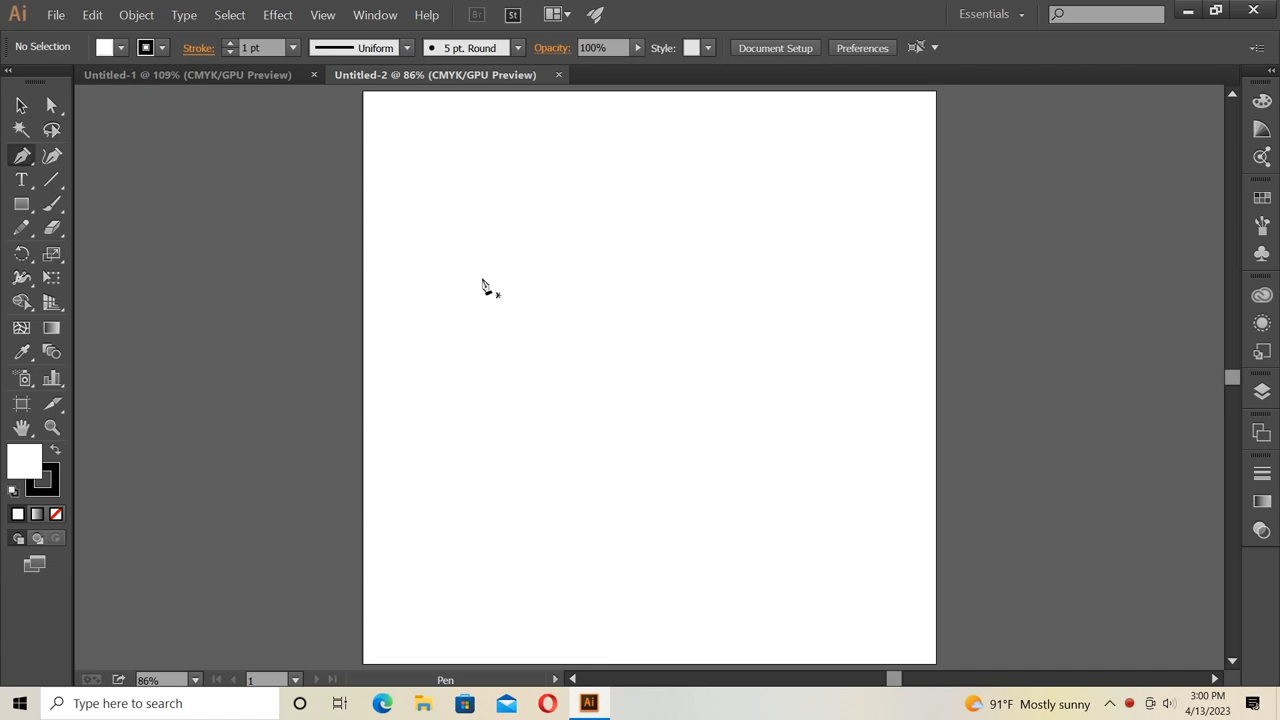 Ai File Edit Object Type Select Effect View Window Help Br St Essentials
No Selection Stroke: 1 pt Uniform 5 pt. Round Opacity: 100% Style: Document Setup Preferences
Untitled-1 @ 109% (CMYK/GPU Preview) × Untitled-2 @ 86% (CMYK/GPU Preview) ×
T
86% 1 Pen
Type here to search Ai 91°F Mostly sunny 3:00 PM
4/13/2023